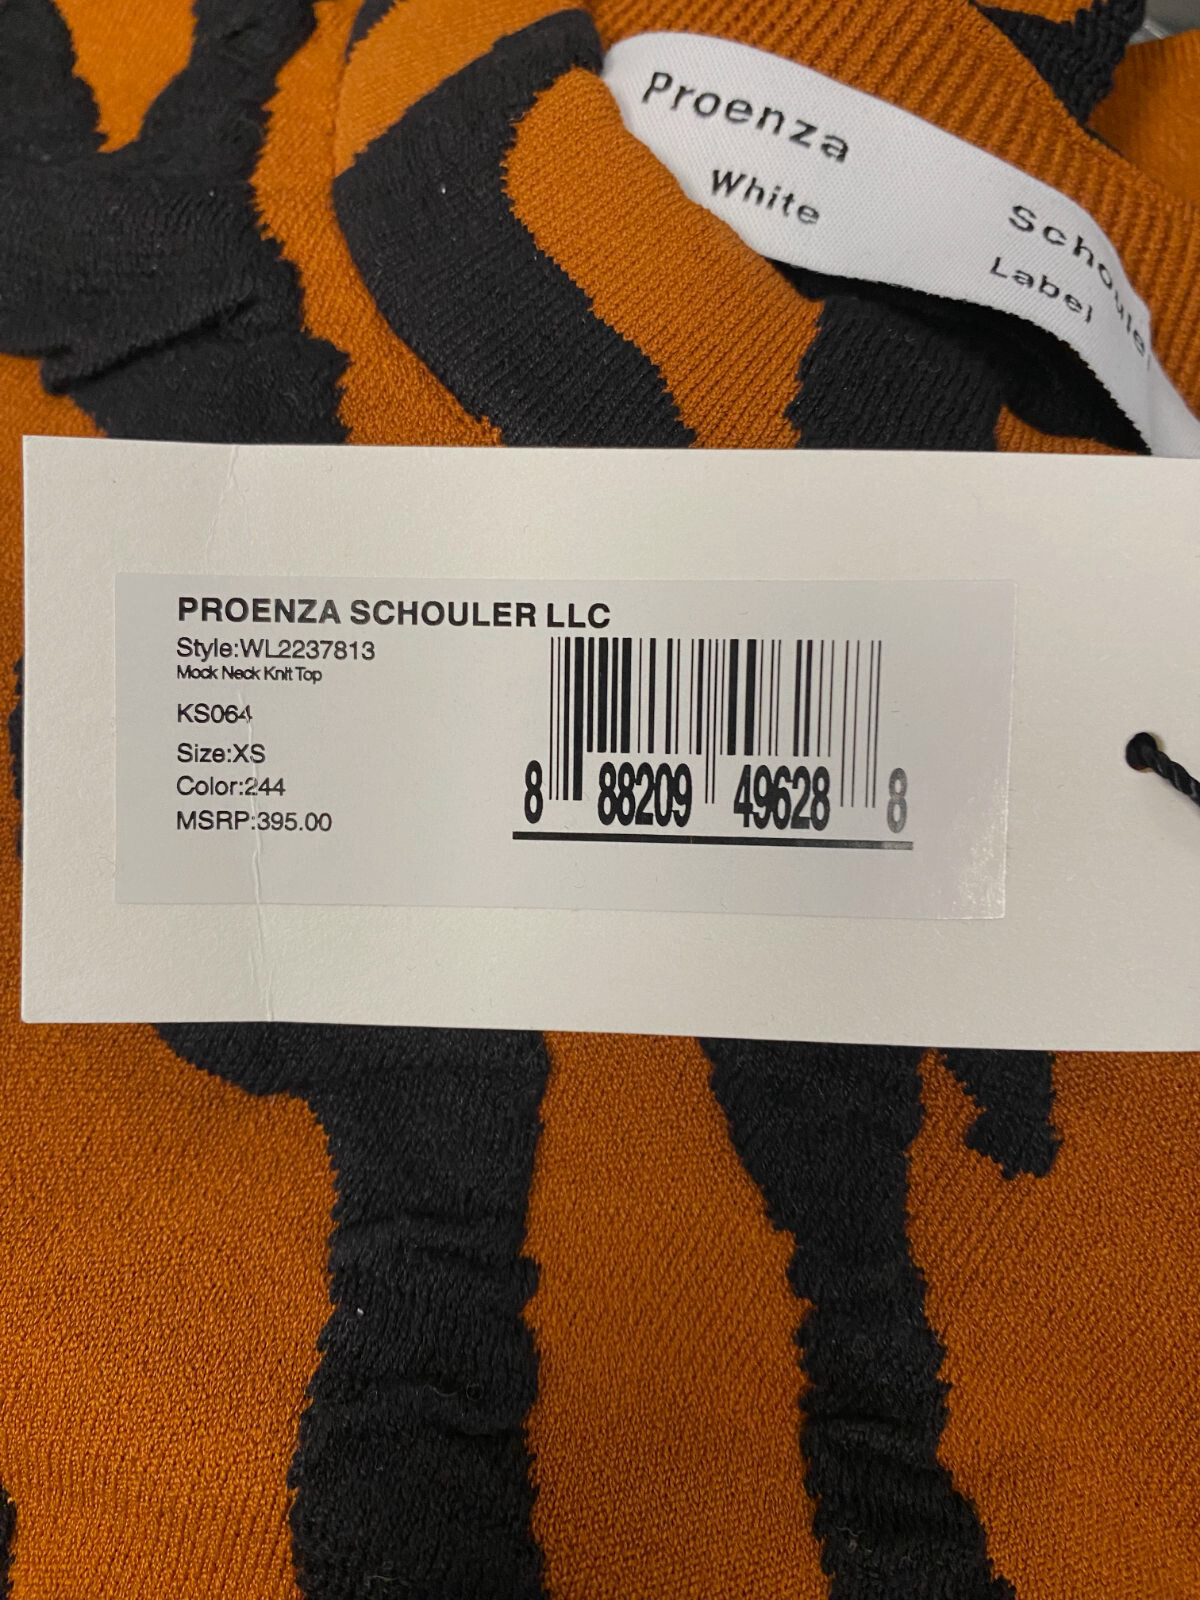 Proenza Schouler
White Label
PROENZA SCHOULER LLC
Style:WL2237813
Mock Neck Knit Top
KS064
Size:XS
Color:244
MSRP:395.00
8 88209 49628 8